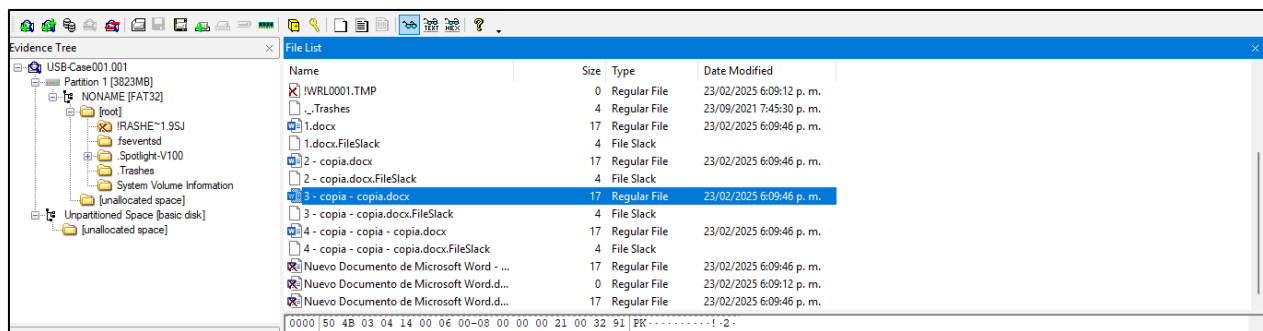 TEXT HEX
Evidence Tree
USB-Case001.001
Partition 1 [3823MB]
NONAME [FAT32]
[root]
!RASHE~1.9SJ
.fseventsd
.Spotlight-V100
.Trashes
System Volume Information
[unallocated space]
Unpartitioned Space [basic disk]
[unallocated space]
File List
Name Size Type Date Modified
!WRL0001.TMP 0 Regular File 23/02/2025 6:09:12 p. m.
._.Trashes 4 Regular File 23/09/2021 7:45:30 p. m.
1.docx 17 Regular File 23/02/2025 6:09:46 p. m.
1.docx.FileSlack 4 File Slack
2 - copia.docx 17 Regular File 23/02/2025 6:09:46 p. m.
2 - copia.docx.FileSlack 4 File Slack
3 - copia - copia.docx 17 Regular File 23/02/2025 6:09:46 p. m.
3 - copia - copia.docx.FileSlack 4 File Slack
4 - copia - copia - copia.docx 17 Regular File 23/02/2025 6:09:46 p. m.
4 - copia - copia - copia.docx.FileSlack 4 File Slack
Nuevo Documento de Microsoft Word - ... 17 Regular File 23/02/2025 6:09:46 p. m.
Nuevo Documento de Microsoft Word.d... 0 Regular File 23/02/2025 6:09:12 p. m.
Nuevo Documento de Microsoft Word.d... 17 Regular File 23/02/2025 6:09:46 p. m.
0000 50 4B 03 04 14 00 06 00-08 00 00 00 21 00 32 91 PK··········!·2·